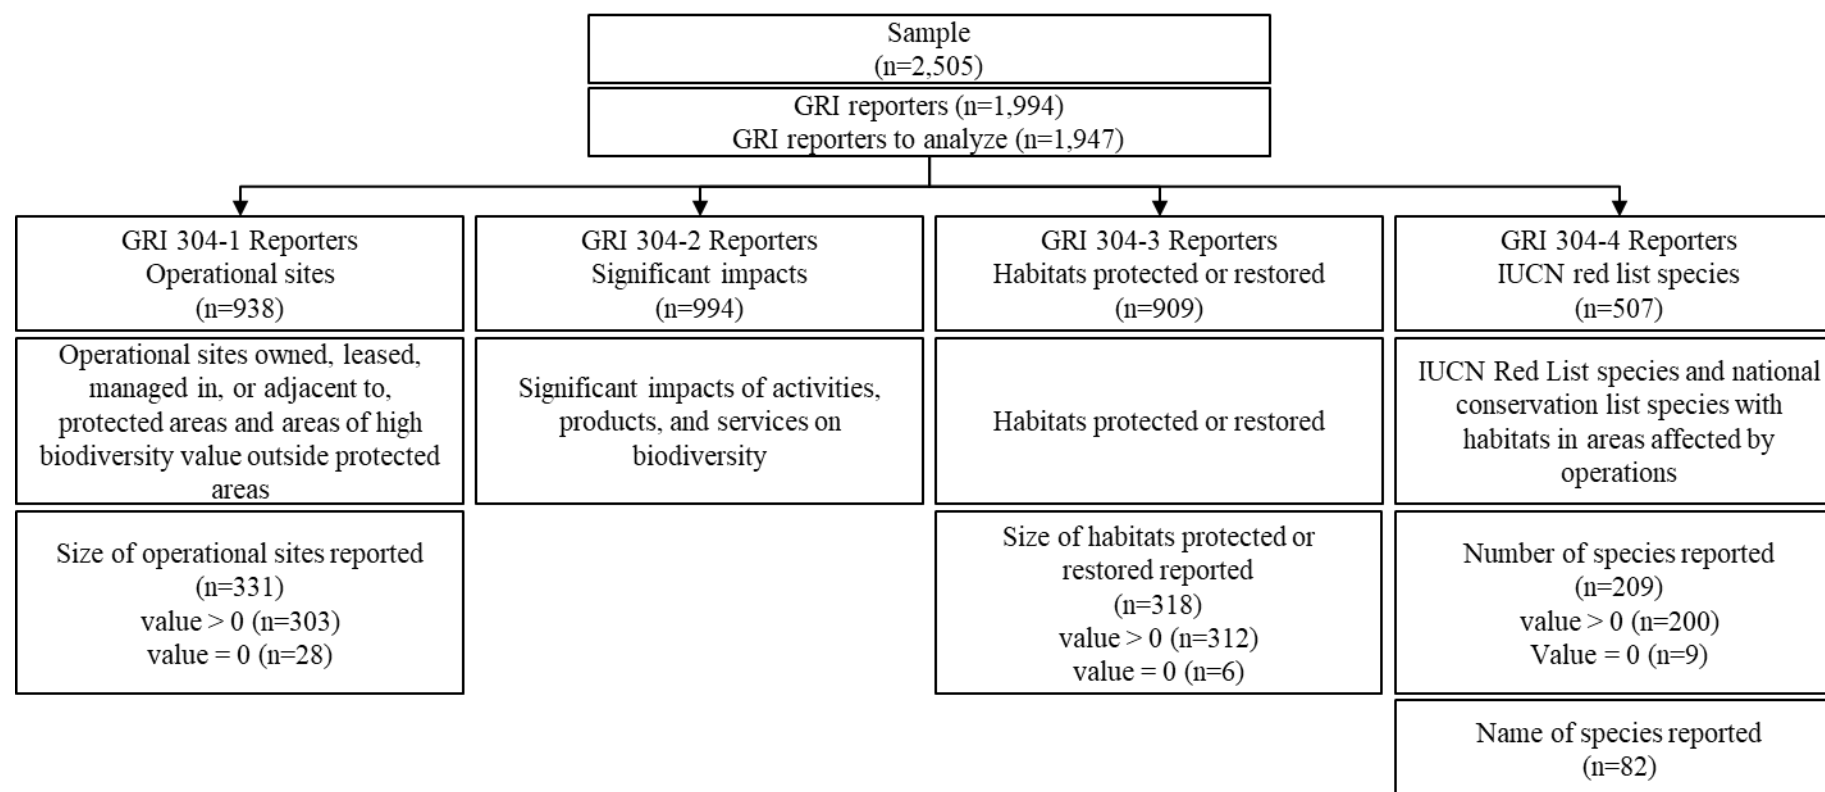 Sample
(n=2,505)
GRI reporters (n=1,994)
GRI reporters to analyze (n=1,947)
GRI 304-1 Reporters
Operational sites
(n=938)
Operational sites owned, leased,
managed in, or adjacent to,
protected areas and areas of high
biodiversity value outside protected
areas
Size of operational sites reported
(n=331)
value > 0 (n=303)
value = 0 (n=28)
GRI 304-2 Reporters
Significant impacts
(n=994)
Significant impacts of activities,
products, and services on
biodiversity
GRI 304-3 Reporters
Habitats protected or restored
(n=909)
Habitats protected or restored
Size of habitats protected or
restored reported
(n=318)
value > 0 (n=312)
value = 0 (n=6)
GRI 304-4 Reporters
IUCN red list species
(n=507)
IUCN Red List species and national
conservation list species with
habitats in areas affected by
operations
Number of species reported
(n=209)
value > 0 (n=200)
Value = 0 (n=9)
Name of species reported
(n=82)